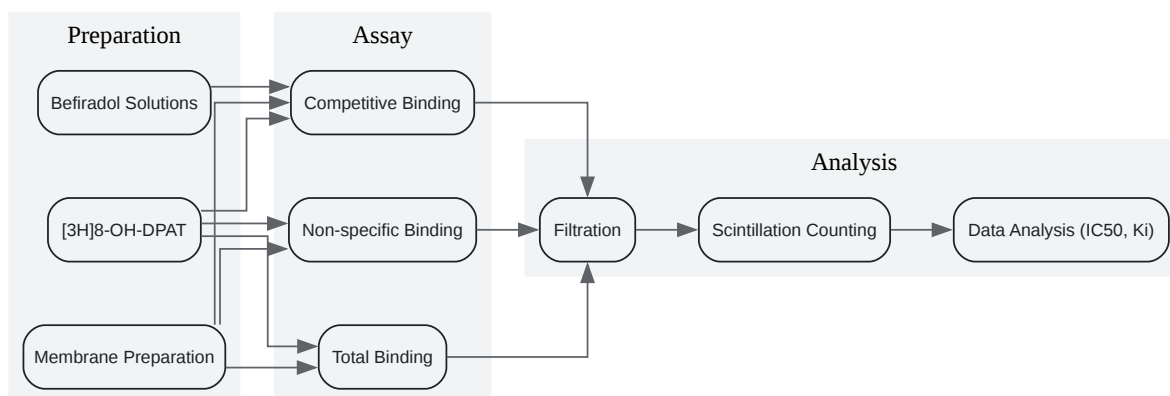 Preparation
Befiradol Solutions
[3H]8-OH-DPAT
Membrane Preparation
Assay
Competitive Binding
Non-specific Binding
Total Binding
Analysis
Filtration
Scintillation Counting
Data Analysis (IC50, Ki)